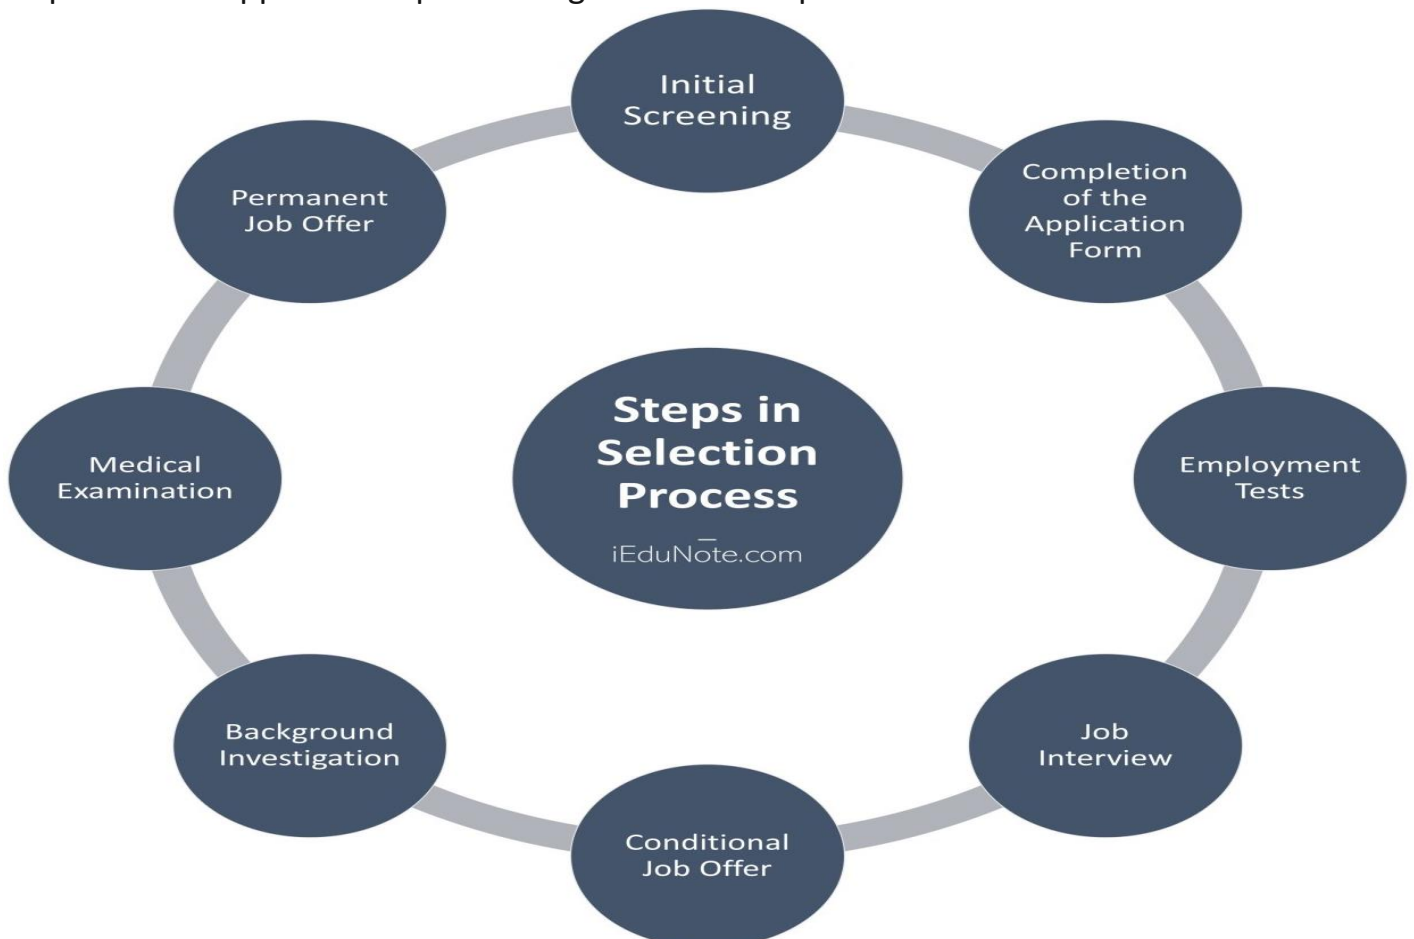 Initial
Screening
Completion
of the
Application
Form
Employment
Tests
Job
Interview
Conditional
Job Offer
Background
Investigation
Medical
Examination
Permanent
Job Offer
Steps in
Selection
Process
–
iEduNote.com